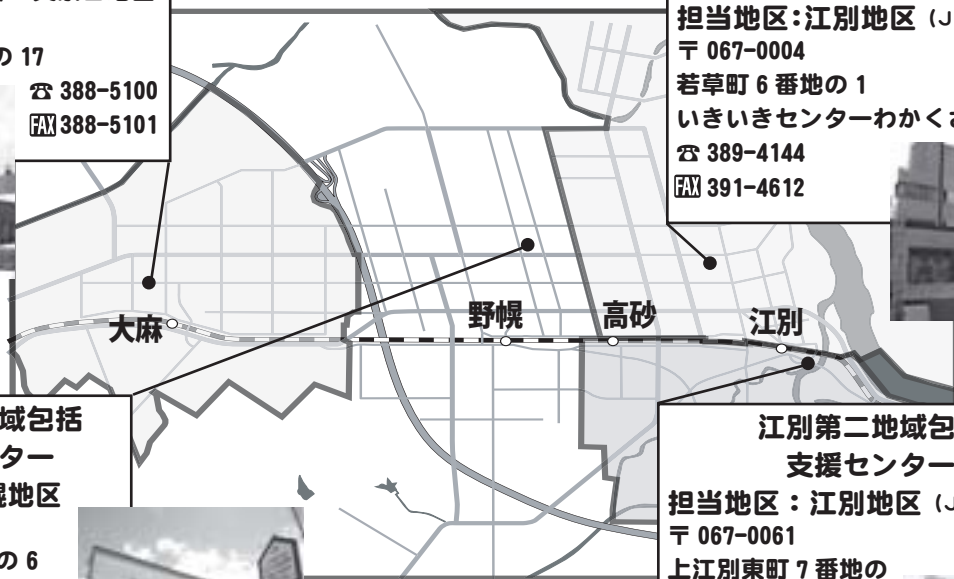 の 17
☎ 388-5100
FAX 388-5101
担当地区：江別地区（J
〒 067-0004
若草町 6 番地の 1
いきいきセンターわかくさ
☎ 389-4144
FAX 391-4612
大麻
野幌
高砂
江別
域包括
ター
幌地区
の 6
江別第二地域包
支援センター
担当地区：江別地区（J
〒 067-0061
上江別東町 7 番地の